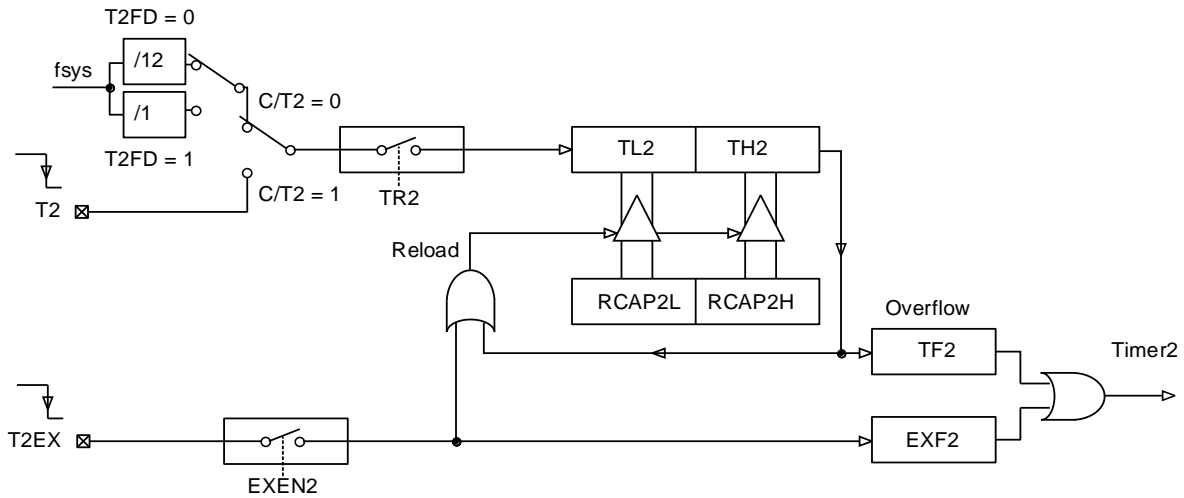 T2FD = 0
/12
fsys
C/T2 = 0
/1
T2FD = 1
TL2
TH2
C/T2 = 1
TR2
T2
Reload
RCAP2L
RCAP2H
Overflow
TF2
Timer2
T2EX
EXF2
EXEN2